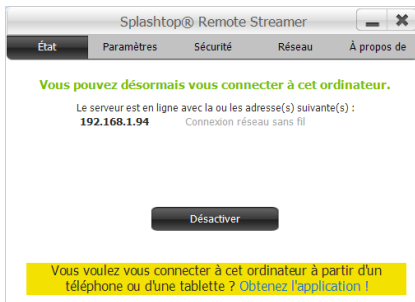 Splashtop® Remote Streamer
État Paramètres Sécurité Réseau À propos de
Vous pouvez désormais vous connecter à cet ordinateur.
Le serveur est en ligne avec la ou les adresse(s) suivante(s) :
192.168.1.94 Connexion réseau sans fil
Désactiver
Vous voulez vous connecter à cet ordinateur à partir d'un
téléphone ou d'une tablette ? Obtenez l'application !